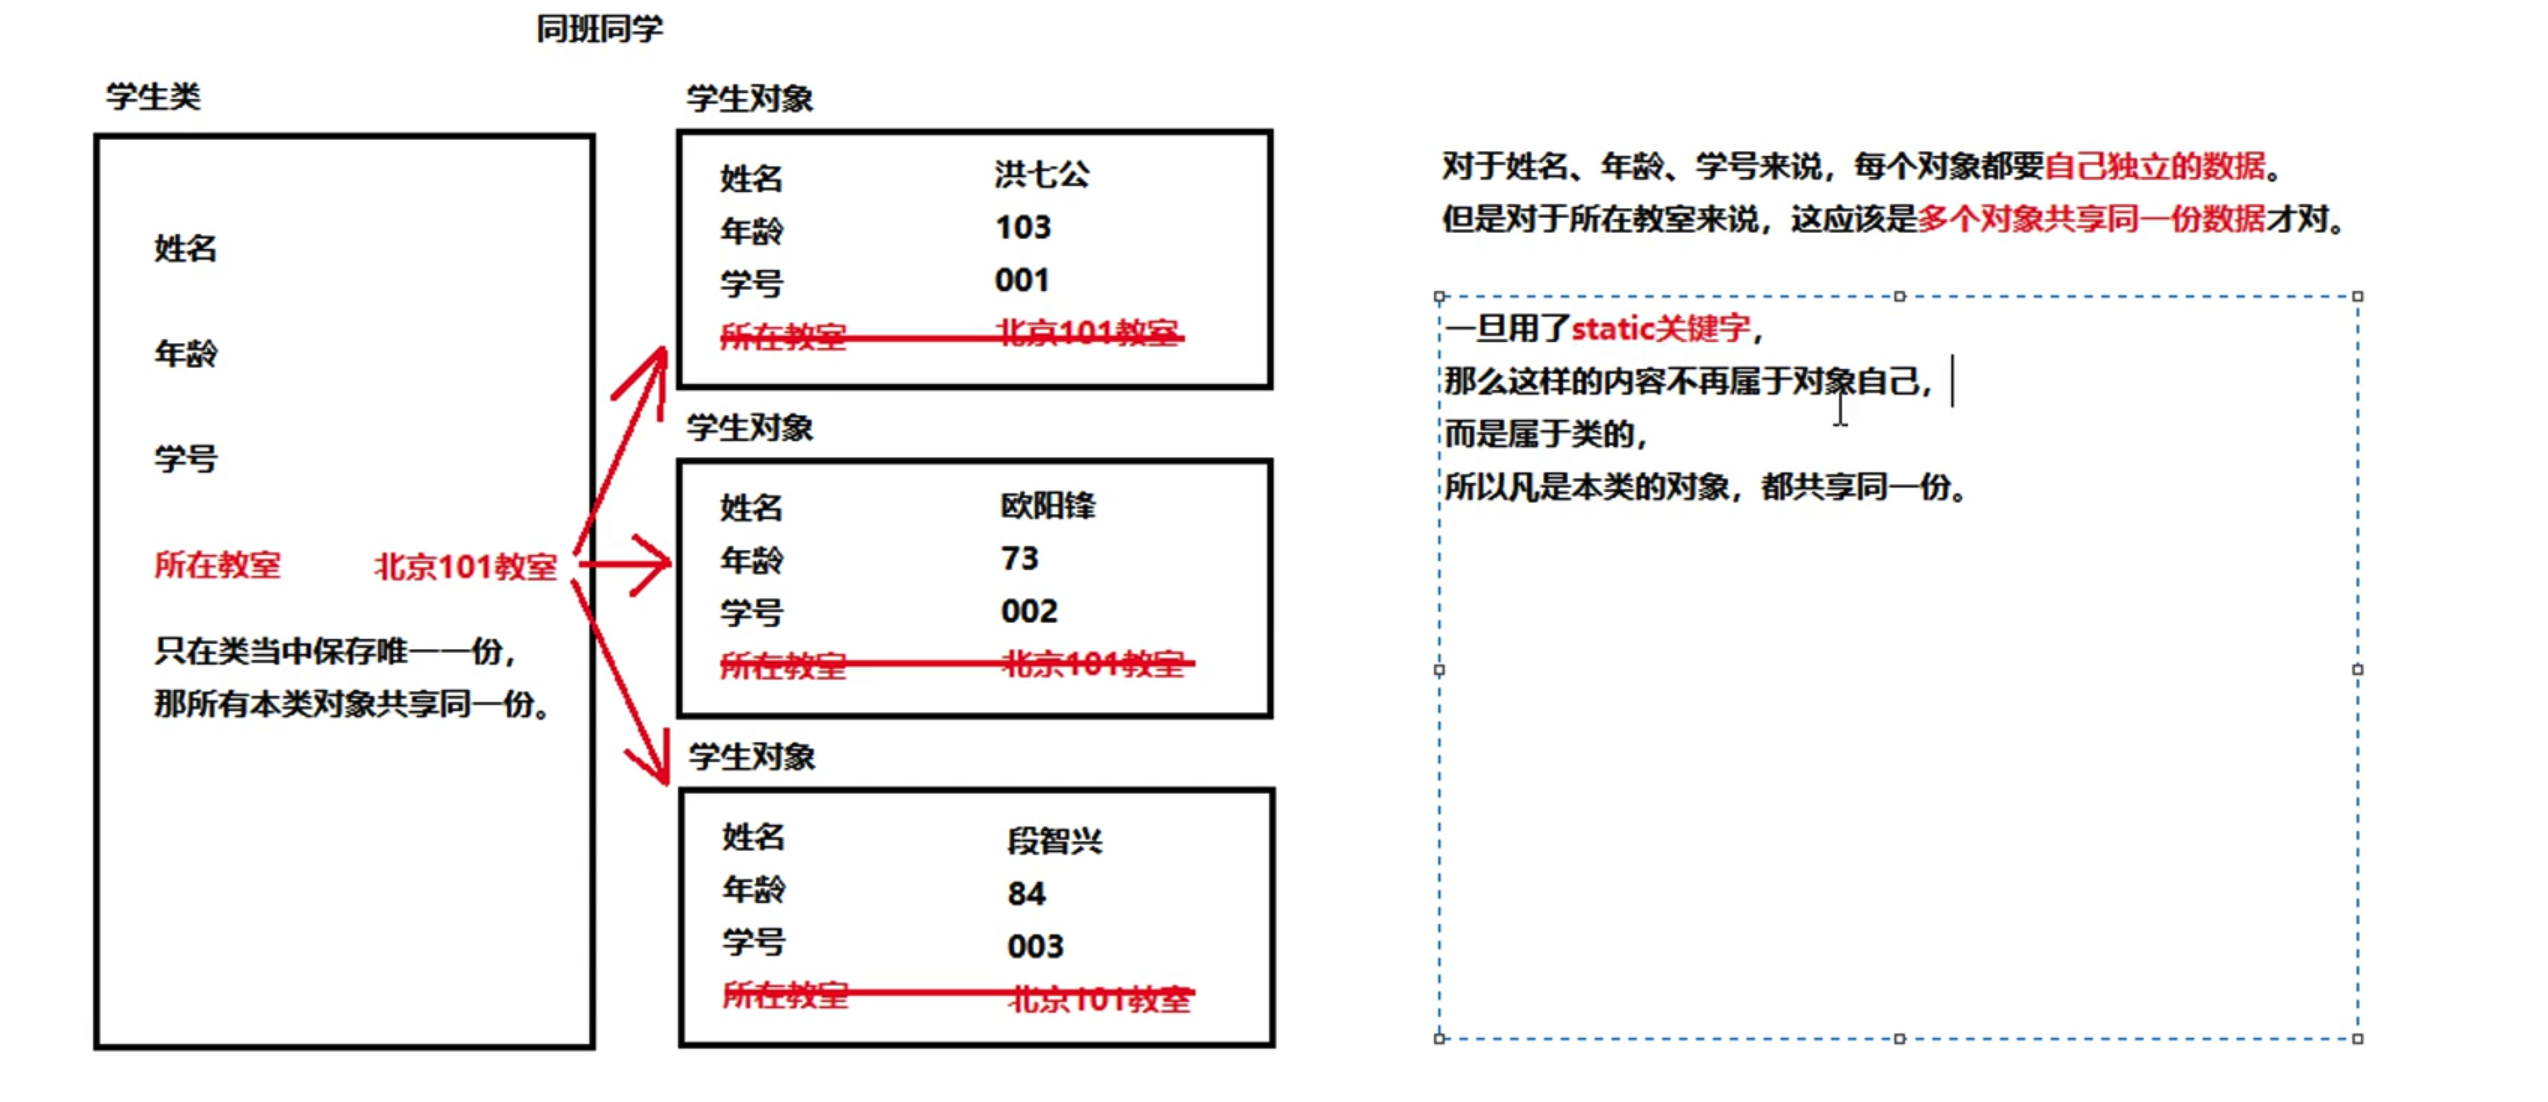 同班同学
学生类
姓名
年龄
学号
所在教室 北京101教室
只在类当中保存唯一一份，
那所有本类对象共享同一份。
学生对象
姓名 洪七公
年龄 103
学号 001
所在教室 北京101教室
学生对象
姓名 欧阳锋
年龄 73
学号 002
所在教室 北京101教室
学生对象
姓名 段智兴
年龄 84
学号 003
所在教室 北京101教室
对于姓名、年龄、学号来说，每个对象都要自己独立的数据。
但是对于所在教室来说，这应该是多个对象共享同一份数据才对。
一旦用了static关键字，
那么这样的内容不再属于对象自己，
而是属于类的，
所以凡是本类的对象，都共享同一份。